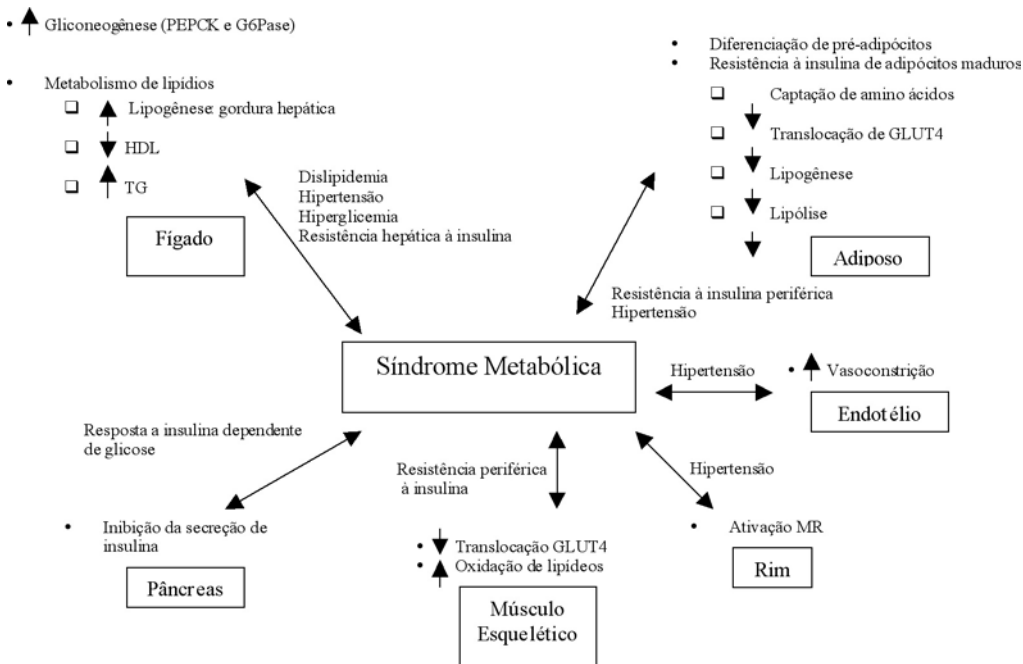 Gliconeogênese (PEPCK e G6Pase)
Metabolismo de lipídios
Lipogênese: gordura hepática
HDL
TG
Fígado
Dislipidemia
Hipertensão
Hiperglicemia
Resistência hepática à insulina
Diferenciação de pré-adipócitos
Resistência à insulina de adipócitos maduros
Captação de amino ácidos
Translocação de GLUT4
Lipogênese
Lipólise
Adiposo
Resistência à insulina periférica
Hipertensão
Síndrome Metabólica
Hipertensão
Vasoconstrição
Endotélio
Resposta a insulina dependente
de glicose
Inibição da secreção de
insulina
Pâncreas
Resistência periférica
à insulina
Translocação GLUT4
Oxidação de lipídeos
Músculo
Esquelético
Hipertensão
Ativação MR
Rim